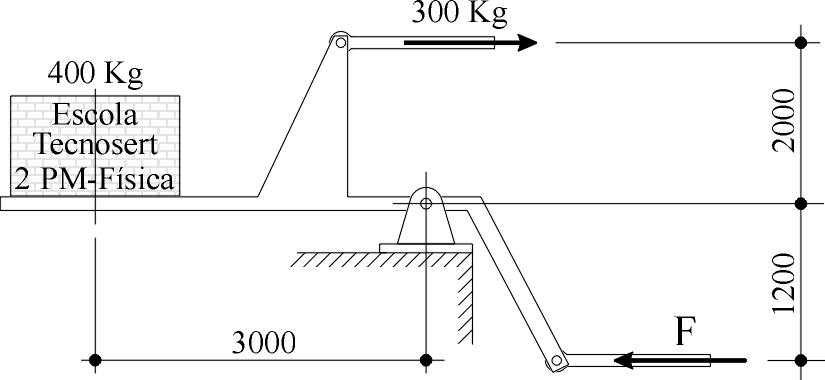 300 Kg
400 Kg
Escola
Tecnosert
2 PM-Física
2000
1200
3000
F